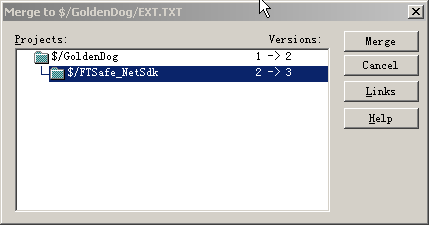 Merge to $/GoldenDog/EXT.TXT
Projects: Versions:
$/GoldenDog 1 -> 2
$/FTSafe_NetSdk 2 -> 3
Merge
Cancel
Links
Help